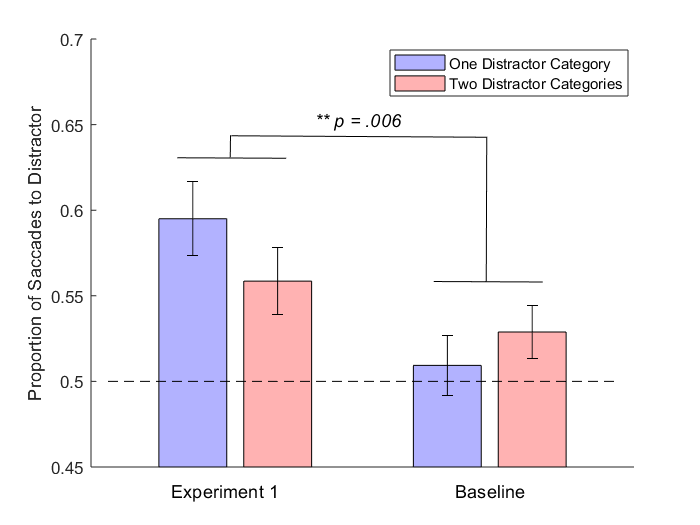 0.7
0.65
0.6
0.55
0.5
0.45
Proportion of Saccades to Distractor
One Distractor Category
Two Distractor Categories
** p = .006
Experiment 1
Baseline